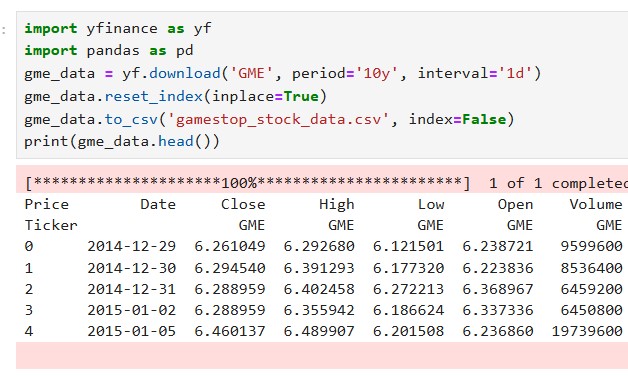 import yfinance as yf
import pandas as pd
gme_data = yf.download('GME', period='10y', interval='1d')
gme_data.reset_index(inplace=True)
gme_data.to_csv('gamestop_stock_data.csv', index=False)
print(gme_data.head())
[*********************100%***********************]  1 of 1 completed
Price        Date     Close      High       Low      Open    Volume
Ticker                  GME       GME       GME       GME       GME
0      2014-12-29  6.261049  6.292680  6.121501  6.238721   9599600
1      2014-12-30  6.294540  6.391293  6.177320  6.223836   8536400
2      2014-12-31  6.288959  6.402458  6.272213  6.368967   6459200
3      2015-01-02  6.288959  6.355942  6.186624  6.337336   6450800
4      2015-01-05  6.460137  6.489907  6.201508  6.236860  19739600